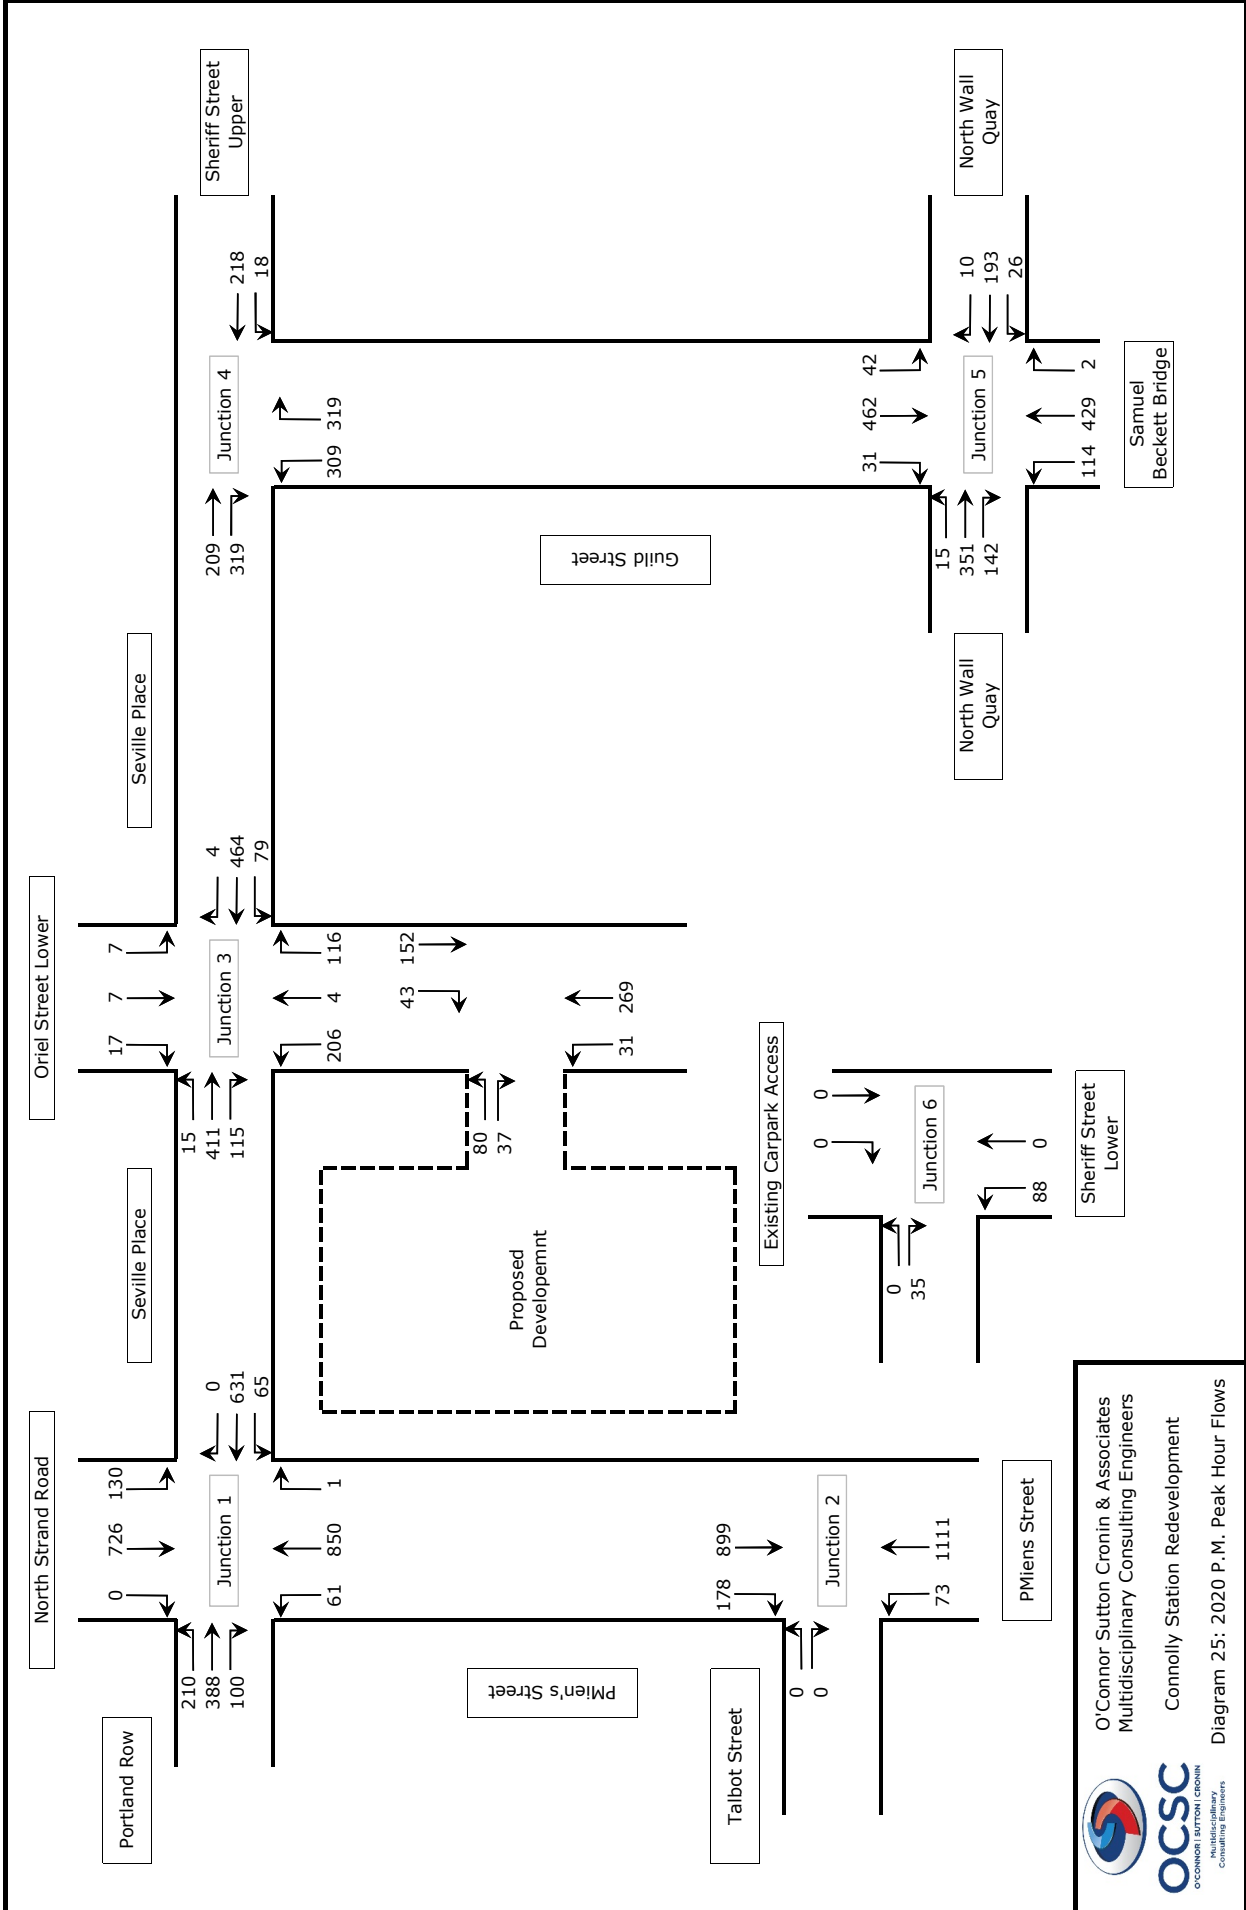 North Strand Road
Oriel Street Lower
Sheriff Street
Upper
Portland Row
Seville Place
Seville Place
0
726
130
210
388
100
Junction 1
0
631
65
61
850
1
17
7
7
15
411
115
Junction 3
4
464
79
206
4
116
209
319
Junction 4
218
18
309
319
43
152
80
37
31
269
Proposed
Developemnt
PMien's Street
Guild Street
Talbot Street
178
899
0
0
Junction 2
73
1111
PMiens Street
Existing Carpark Access
0
0
0
35
Junction 6
88
0
Sheriff Street
Lower
North Wall
Quay
31
462
42
15
351
142
Junction 5
10
193
26
114
429
2
North Wall
Quay
Samuel
Beckett Bridge
OCSC
O'CONNOR | SUTTON | CRONIN
Multidisciplinary
Consulting Engineers
O'Connor Sutton Cronin & Associates
Multidisciplinary Consulting Engineers
Connolly Station Redevelopment
Diagram 25: 2020 P.M. Peak Hour Flows